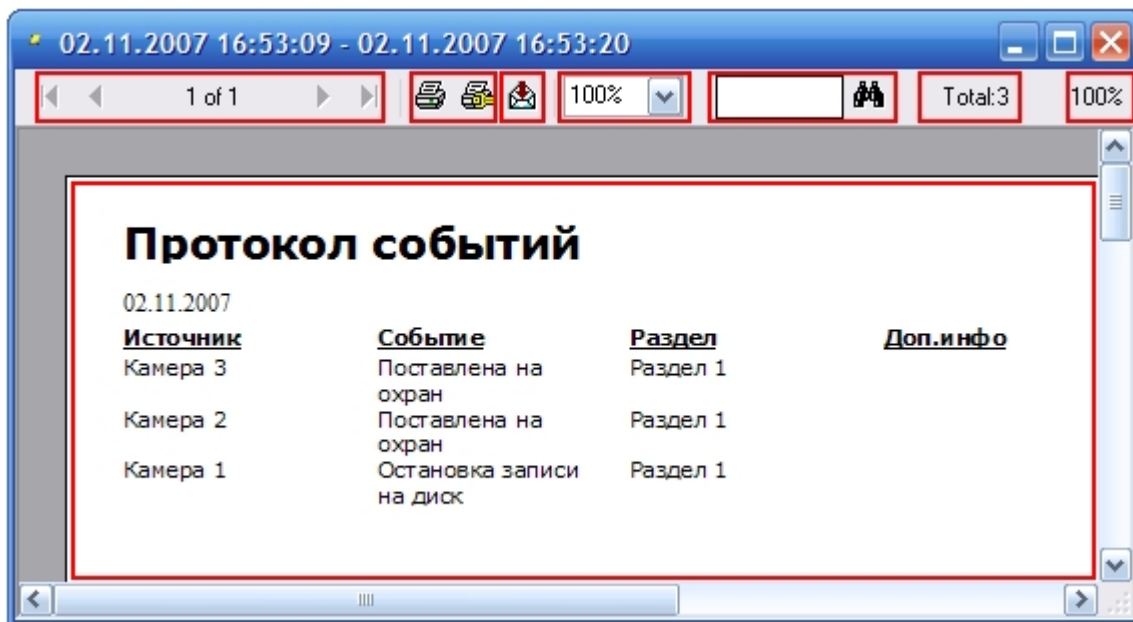 02.11.2007 16:53:09 - 02.11.2007 16:53:20
1 of 1 100% Total:3 100%
Протокол событий
02.11.2007
Источник Событие Раздел Доп.инфо
Камера 3 Поставлена на Раздел 1
охран
Камера 2 Поставлена на Раздел 1
охран
Камера 1 Остановка записи Раздел 1
на диск